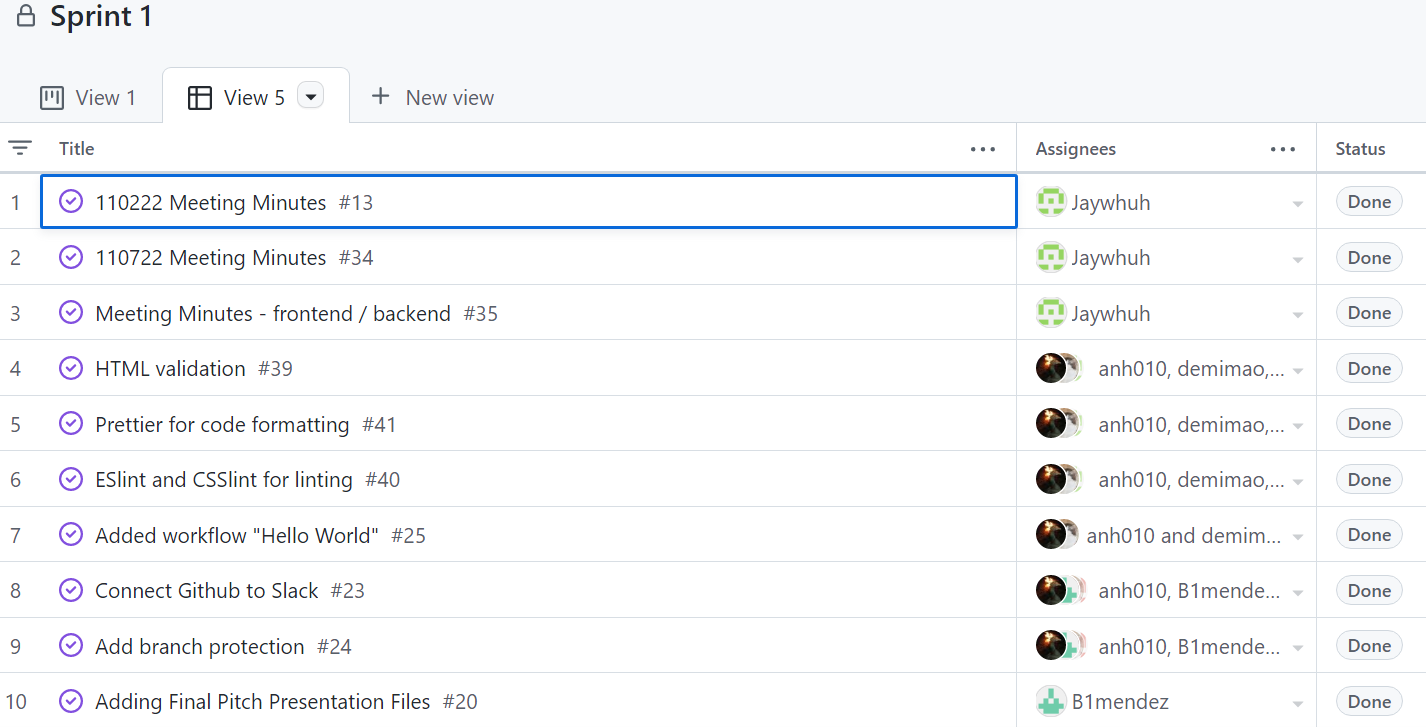 Sprint 1
View 1 View 5 New view
Title Assignees Status
1 110222 Meeting Minutes #13 Jaywhuh Done
2 110722 Meeting Minutes #34 Jaywhuh Done
3 Meeting Minutes - frontend / backend #35 Jaywhuh Done
4 HTML validation #39 anh010, demimao,... Done
5 Prettier for code formatting #41 anh010, demimao,... Done
6 ESlint and CSSlint for linting #40 anh010, demimao,... Done
7 Added workflow "Hello World" #25 anh010 and demim... Done
8 Connect Github to Slack #23 anh010, B1mende... Done
9 Add branch protection #24 anh010, B1mende... Done
10 Adding Final Pitch Presentation Files #20 B1mendez Done